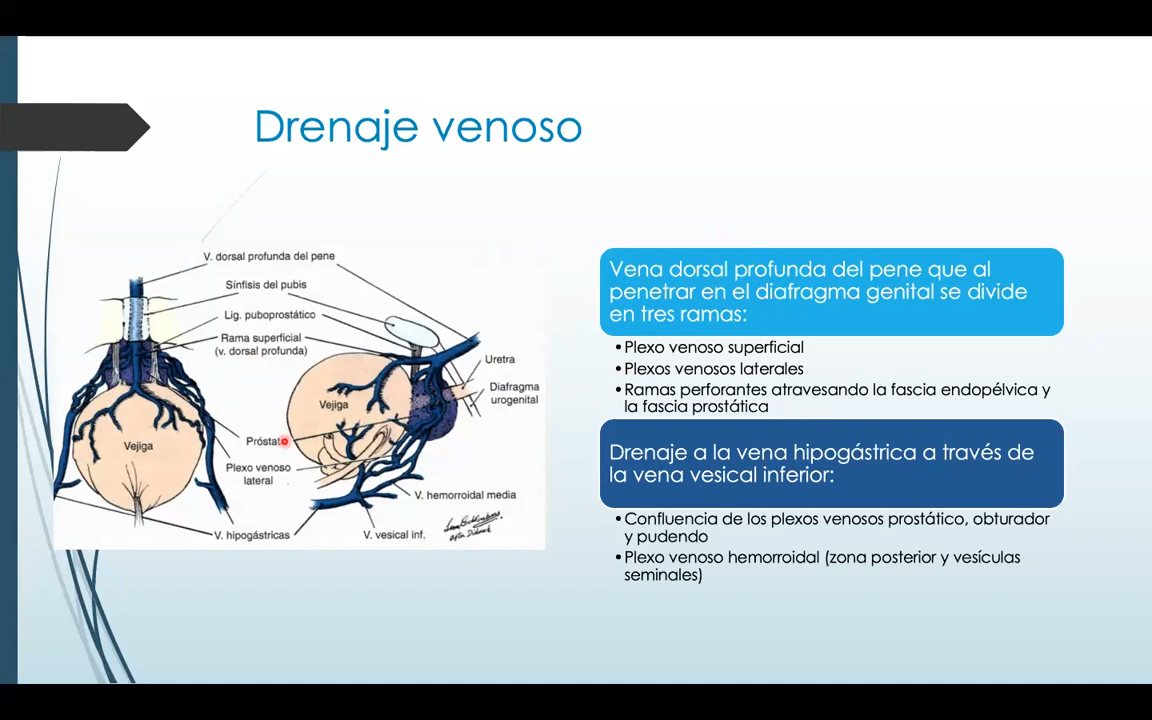 Drenaje venoso
V. dorsal profunda del pene
Sínfisis del pubis
Lig. puboprostático
Rama superficial
(v. dorsal profunda)
Uretra
Diafragma
urogenital
Vejiga
Vejiga
Próstat
Plexo venoso
lateral
V. hemorroidal media
V. hipogástricas
V. vesical inf.
Vena dorsal profunda del pene que al
penetrar en el diafragma genital se divide
en tres ramas:
•Plexo venoso superficial
•Plexos venosos laterales
•Ramas perforantes atravesando la fascia endopélvica y
la fascia prostática
Drenaje a la vena hipogástrica a través de
la vena vesical inferior:
•Confluencia de los plexos venosos prostático, obturador
y pudendo
•Plexo venoso hemorroidal (zona posterior y vesículas
seminales)